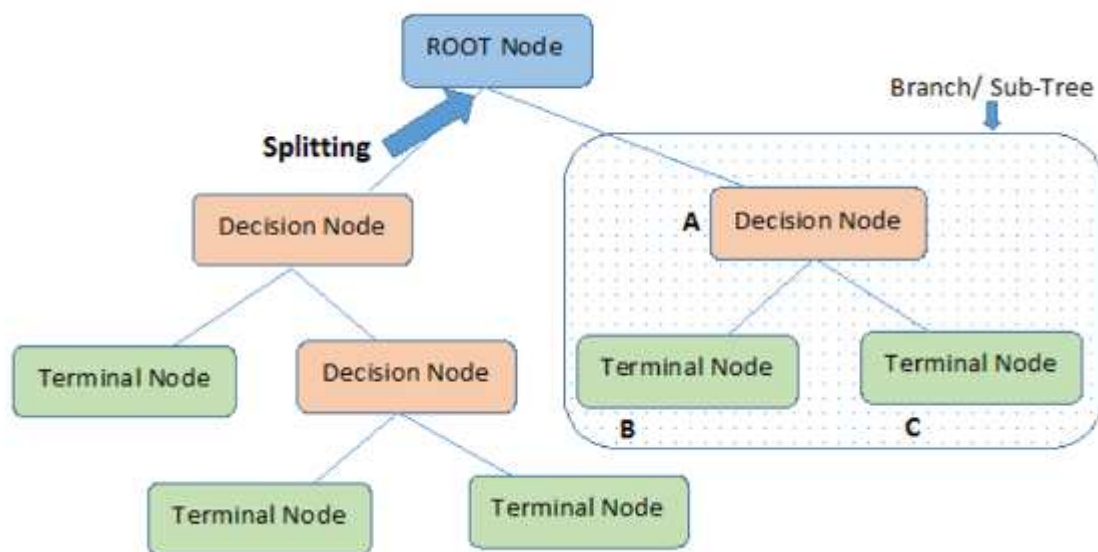 ROOT Node
Branch/ Sub-Tree
Splitting
Decision Node
A
Decision Node
Terminal Node
Decision Node
Terminal Node
Terminal Node
B
C
Terminal Node
Terminal Node